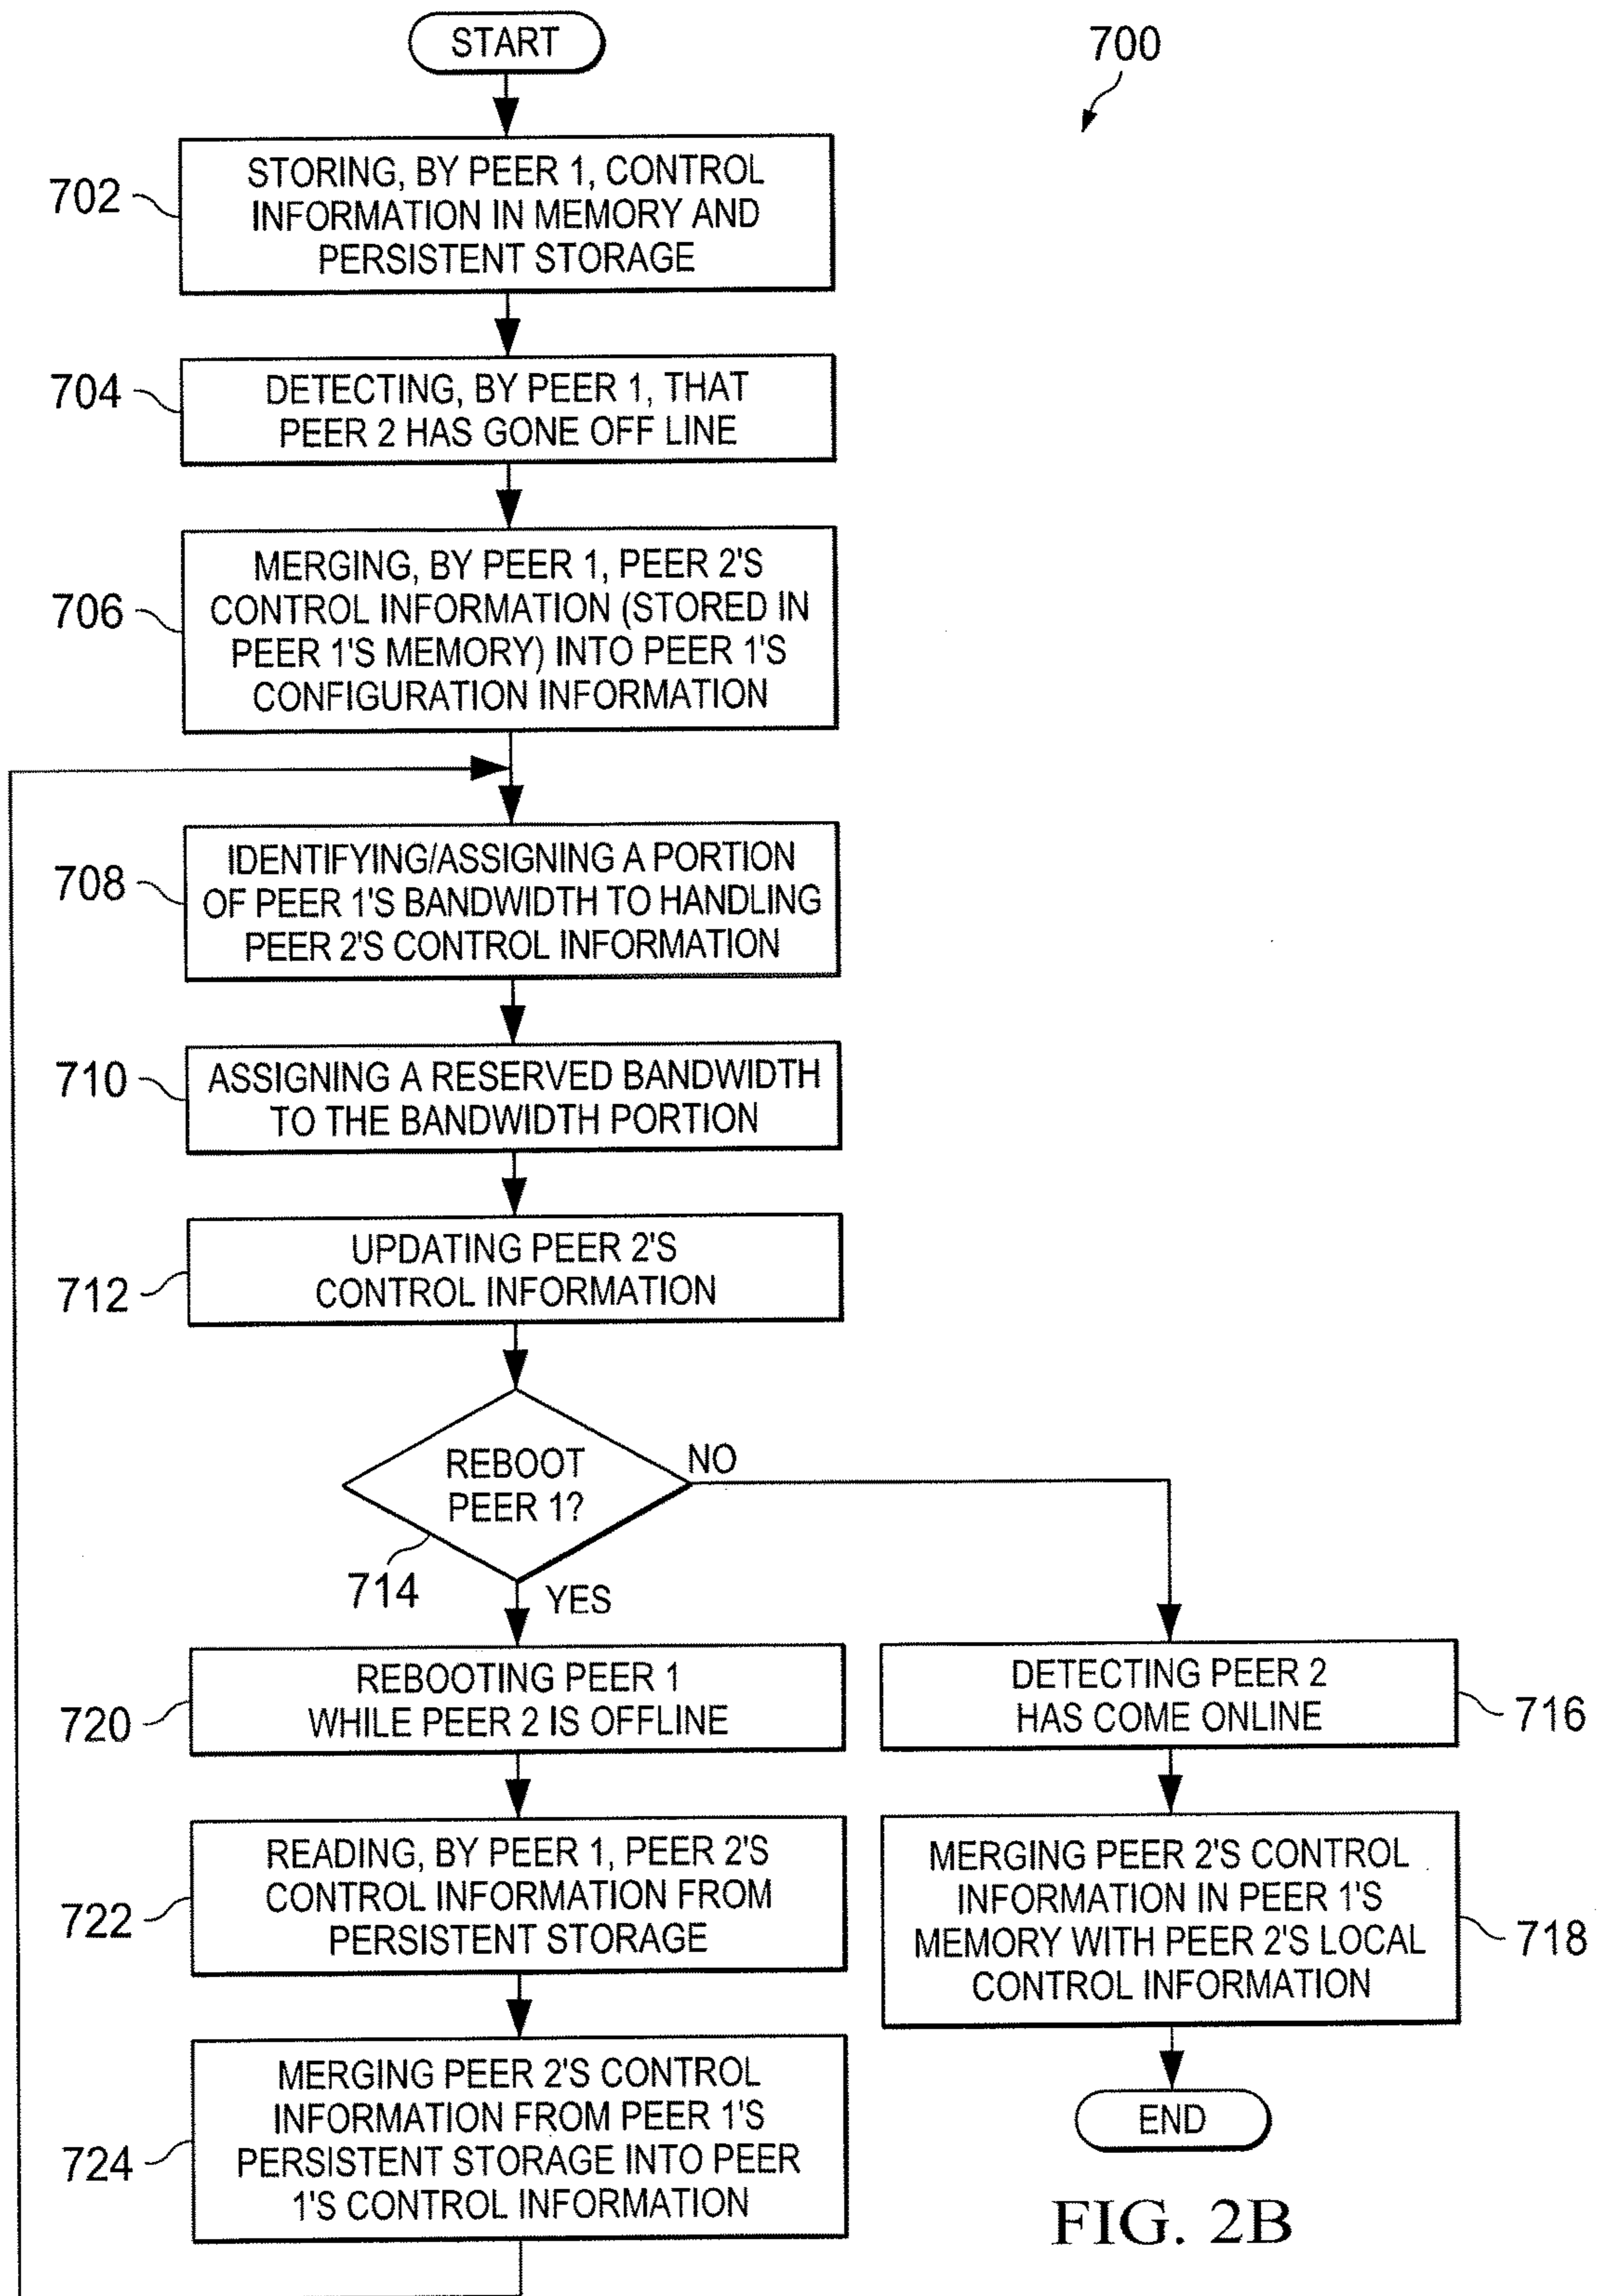 START
700
702
STORING, BY PEER 1, CONTROL
INFORMATION IN MEMORY AND
PERSISTENT STORAGE
704
DETECTING, BY PEER 1, THAT
PEER 2 HAS GONE OFF LINE
706
MERGING, BY PEER 1, PEER 2'S
CONTROL INFORMATION (STORED IN
PEER 1'S MEMORY) INTO PEER 1'S
CONFIGURATION INFORMATION
708
IDENTIFYING/ASSIGNING A PORTION
OF PEER 1'S BANDWIDTH TO HANDLING
PEER 2'S CONTROL INFORMATION
710
ASSIGNING A RESERVED BANDWIDTH
TO THE BANDWIDTH PORTION
712
UPDATING PEER 2'S
CONTROL INFORMATION
REBOOT
PEER 1?
NO
714
YES
720
REBOOTING PEER 1
WHILE PEER 2 IS OFFLINE
DETECTING PEER 2
HAS COME ONLINE
716
722
READING, BY PEER 1, PEER 2'S
CONTROL INFORMATION FROM
PERSISTENT STORAGE
MERGING PEER 2'S CONTROL
INFORMATION IN PEER 1'S
MEMORY WITH PEER 2'S LOCAL
CONTROL INFORMATION
718
724
MERGING PEER 2'S CONTROL
INFORMATION FROM PEER 1'S
PERSISTENT STORAGE INTO PEER
1'S CONTROL INFORMATION
END
FIG. 2B